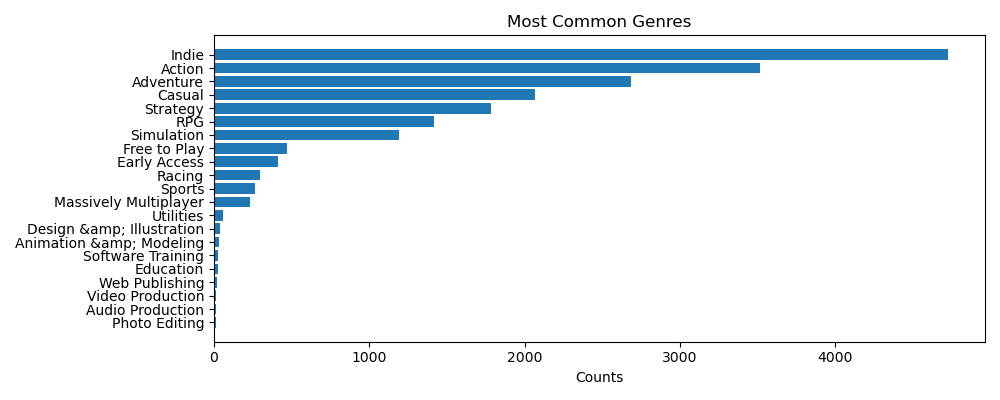 Most Common Genres
Indie
Action
Adventure
Casual
Strategy
RPG
Simulation
Free to Play
Early Access
Racing
Sports
Massively Multiplayer
Utilities
Design &amp; Illustration
Animation &amp; Modeling
Software Training
Education
Web Publishing
Video Production
Audio Production
Photo Editing
0 1000 2000 3000 4000
Counts